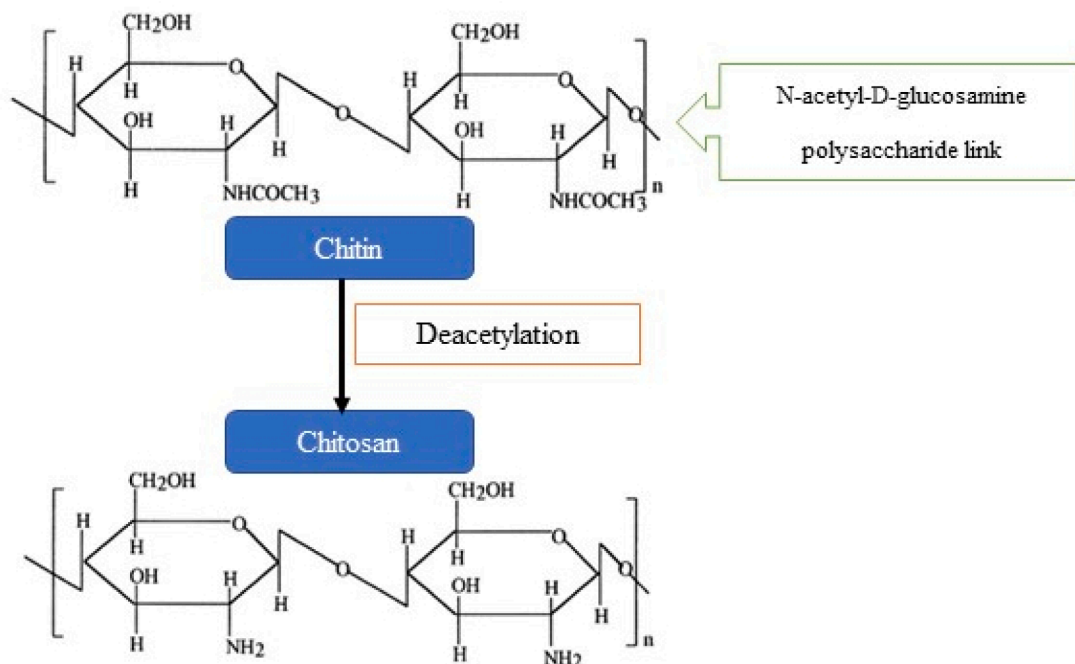 CH2OH
CH2OH
H
O
H
O
H
H
OH
H
O
OH
H
O
H
H
H
NHCOCH3
H
NHCOCH3
n
N-acetyl-D-glucosamine
polysaccharide link
Chitin
Deacetylation
Chitosan
CH2OH
CH2OH
H
O
H
O
H
H
OH
H
O
OH
H
O
H
H
H
NH2
H
NH2
n